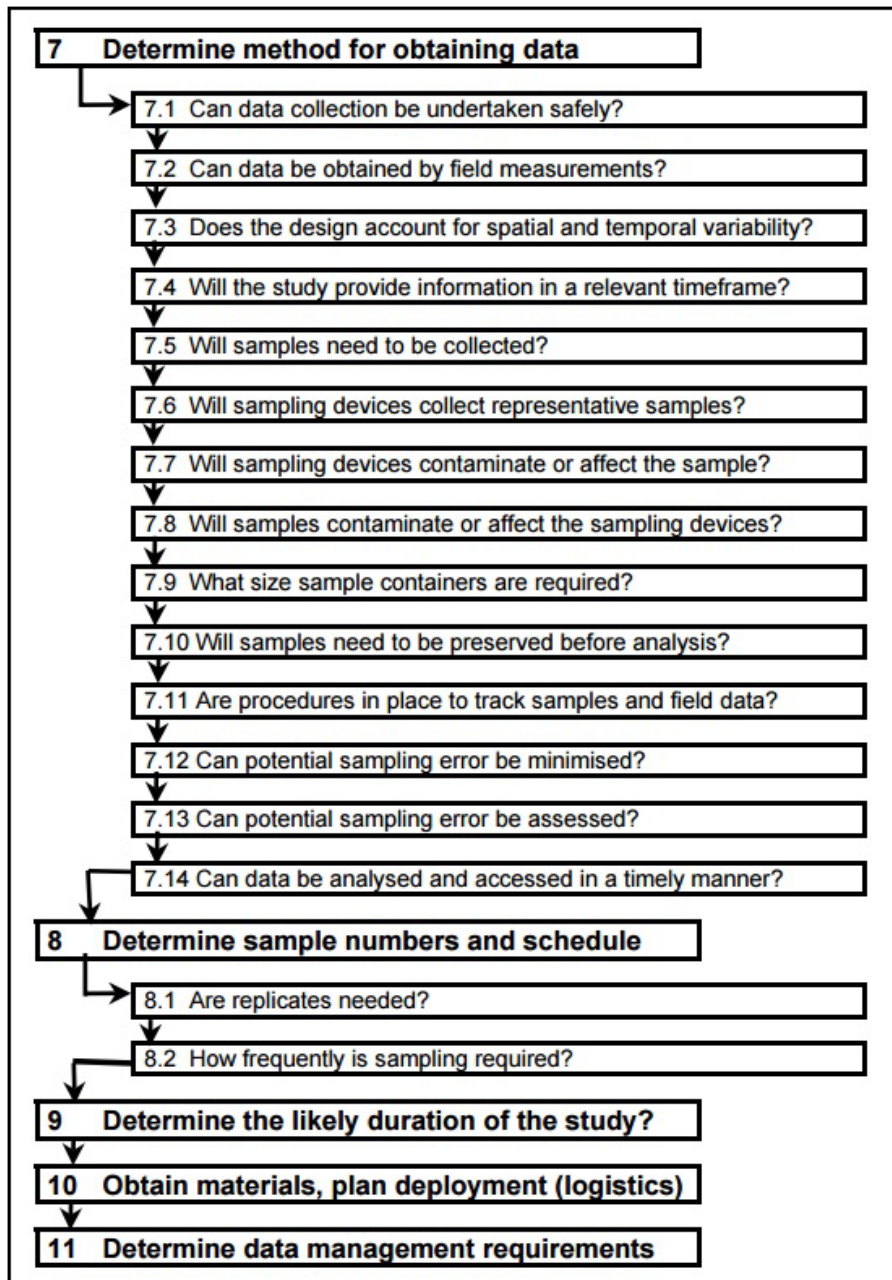 7 Determine method for obtaining data
7.1 Can data collection be undertaken safely?
7.2 Can data be obtained by field measurements?
7.3 Does the design account for spatial and temporal variability?
7.4 Will the study provide information in a relevant timeframe?
7.5 Will samples need to be collected?
7.6 Will sampling devices collect representative samples?
7.7 Will sampling devices contaminate or affect the sample?
7.8 Will samples contaminate or affect the sampling devices?
7.9 What size sample containers are required?
7.10 Will samples need to be preserved before analysis?
7.11 Are procedures in place to track samples and field data?
7.12 Can potential sampling error be minimised?
7.13 Can potential sampling error be assessed?
7.14 Can data be analysed and accessed in a timely manner?
8 Determine sample numbers and schedule
8.1 Are replicates needed?
8.2 How frequently is sampling required?
9 Determine the likely duration of the study?
10 Obtain materials, plan deployment (logistics)
11 Determine data management requirements